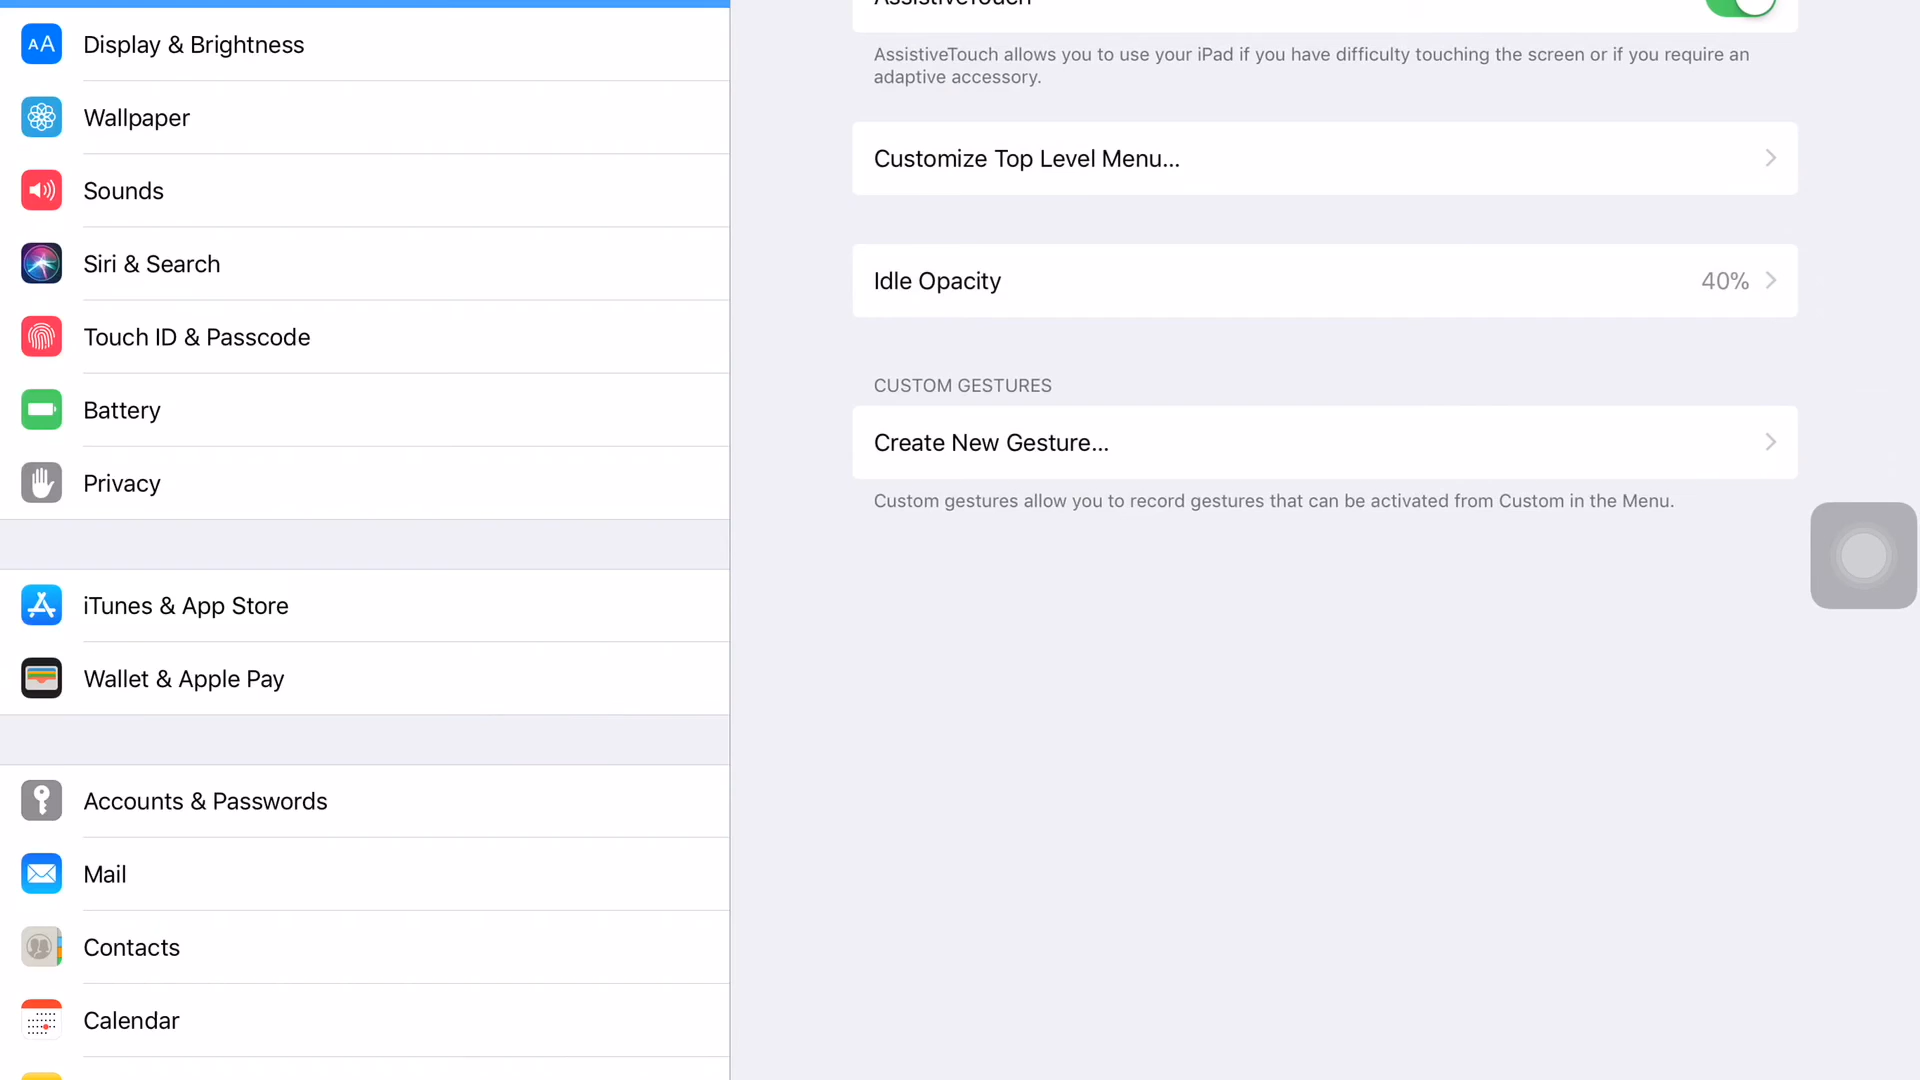 AssistiveTouch
AssistiveTouch allows you to use your iPad if you have difficulty touching the screen or if you require an
adaptive accessory.
Customize Top Level Menu...
Idle Opacity 40%
CUSTOM GESTURES
Create New Gesture...
Custom gestures allow you to record gestures that can be activated from Custom in the Menu.
AA Display & Brightness
Wallpaper
Sounds
Siri & Search
Touch ID & Passcode
Battery
Privacy
iTunes & App Store
Wallet & Apple Pay
Accounts & Passwords
Mail
Contacts
Calendar